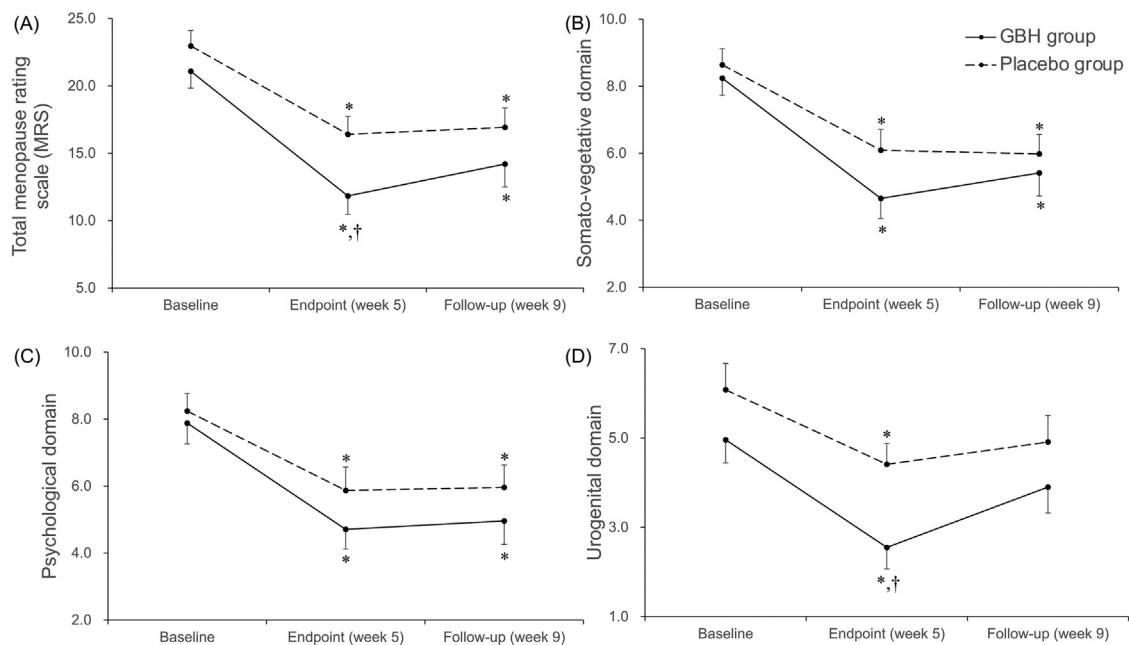 (A)
Total menopause rating
scale (MRS)
25.0
20.0
15.0
10.0
5.0
*
*
*,†
*
Baseline
Endpoint (week 5)
Follow-up (week 9)
(B)
Somato-vegetative domain
10.0
8.0
6.0
4.0
2.0
GBH group
Placebo group
*
*
*
*
Baseline
Endpoint (week 5)
Follow-up (week 9)
(C)
Psychological domain
10.0
8.0
6.0
4.0
2.0
*
*
*
*
Baseline
Endpoint (week 5)
Follow-up (week 9)
(D)
Urogenital domain
7.0
5.0
3.0
1.0
*
*,†
Baseline
Endpoint (week 5)
Follow-up (week 9)